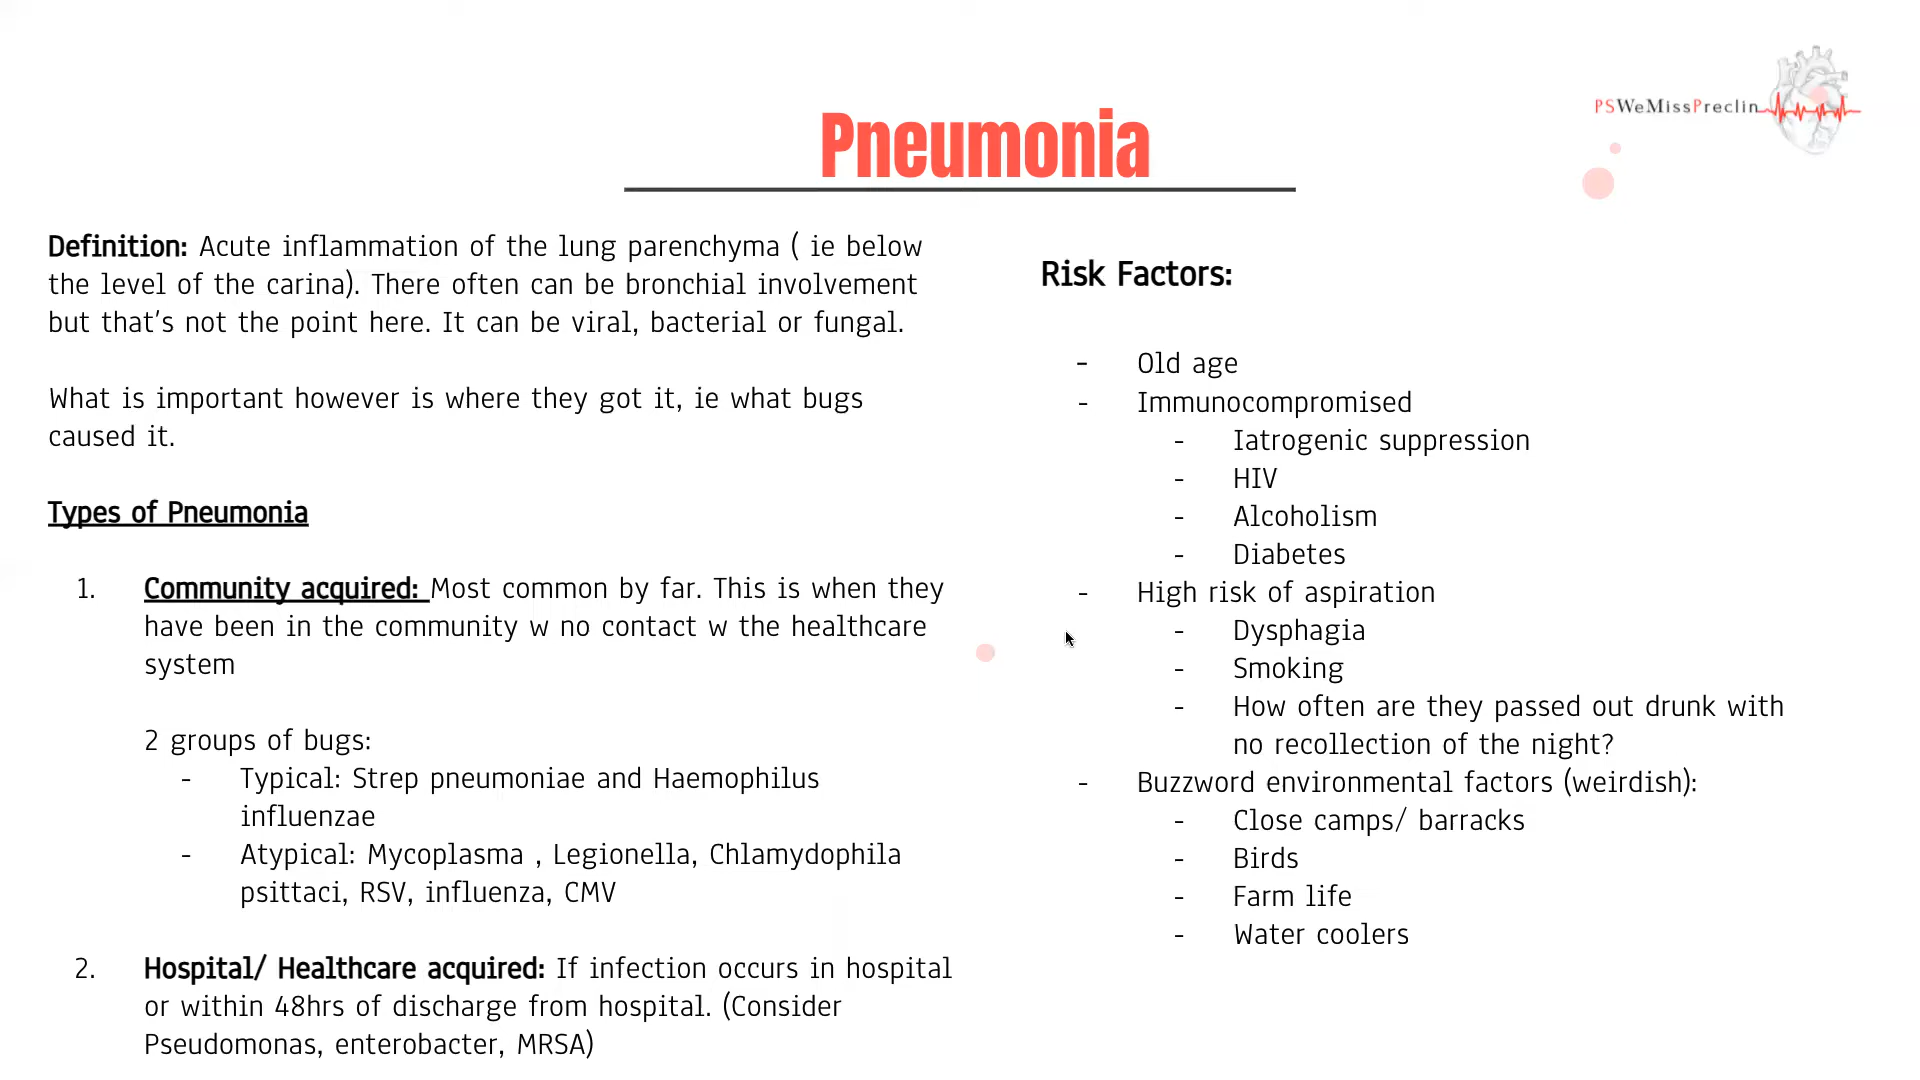 PSWeMissPreclin
Pneumonia
Definition: Acute inflammation of the lung parenchyma ( ie below
the level of the carina). There often can be bronchial involvement
but that's not the point here. It can be viral, bacterial or fungal.
What is important however is where they got it, ie what bugs
caused it.
Types of Pneumonia
1. Community acquired: Most common by far. This is when they
have been in the community w no contact w the healthcare
system
2 groups of bugs:
- Typical: Strep pneumoniae and Haemophilus
influenzae
- Atypical: Mycoplasma , Legionella, Chlamydophila
psittaci, RSV, influenza, CMV
2. Hospital/ Healthcare acquired: If infection occurs in hospital
or within 48hrs of discharge from hospital. (Consider
Pseudomonas, enterobacter, MRSA)
Risk Factors:
- Old age
- Immunocompromised
- Iatrogenic suppression
- HIV
- Alcoholism
- Diabetes
- High risk of aspiration
- Dysphagia
- Smoking
- How often are they passed out drunk with
no recollection of the night?
- Buzzword environmental factors (weirdish):
- Close camps/ barracks
- Birds
- Farm life
- Water coolers